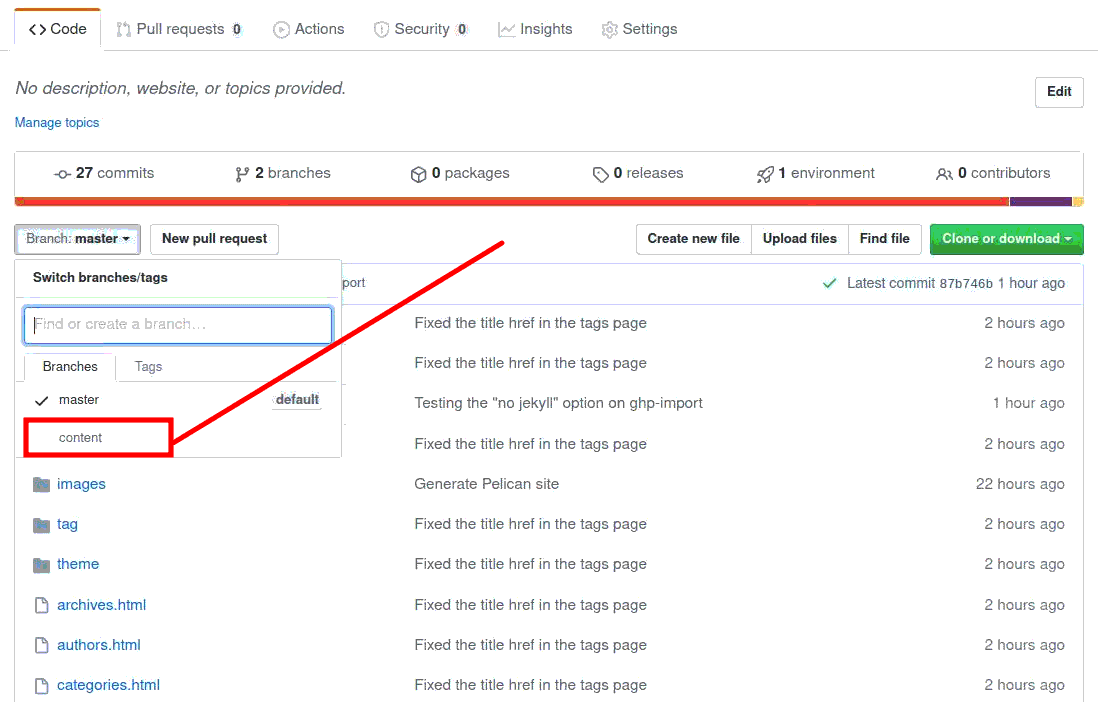 Code Pull requests 0 Actions Security 0 Insights Settings
No description, website, or topics provided.
Edit
Manage topics
27 commits 2 branches 0 packages 0 releases 1 environment 0 contributors
Branch: master New pull request Create new file Upload files Find file Clone or download
Switch branches/tags
port Latest commit 87b746b 1 hour ago
Find or create a branch...
Fixed the title href in the tags page 2 hours ago
Branches Tags
Fixed the title href in the tags page 2 hours ago
master default
Testing the "no jekyll" option on ghp-import 1 hour ago
content
Fixed the title href in the tags page 2 hours ago
images Generate Pelican site 22 hours ago
tag Fixed the title href in the tags page 2 hours ago
theme Fixed the title href in the tags page 2 hours ago
archives.html Fixed the title href in the tags page 2 hours ago
authors.html Fixed the title href in the tags page 2 hours ago
categories.html Fixed the title href in the tags page 2 hours ago